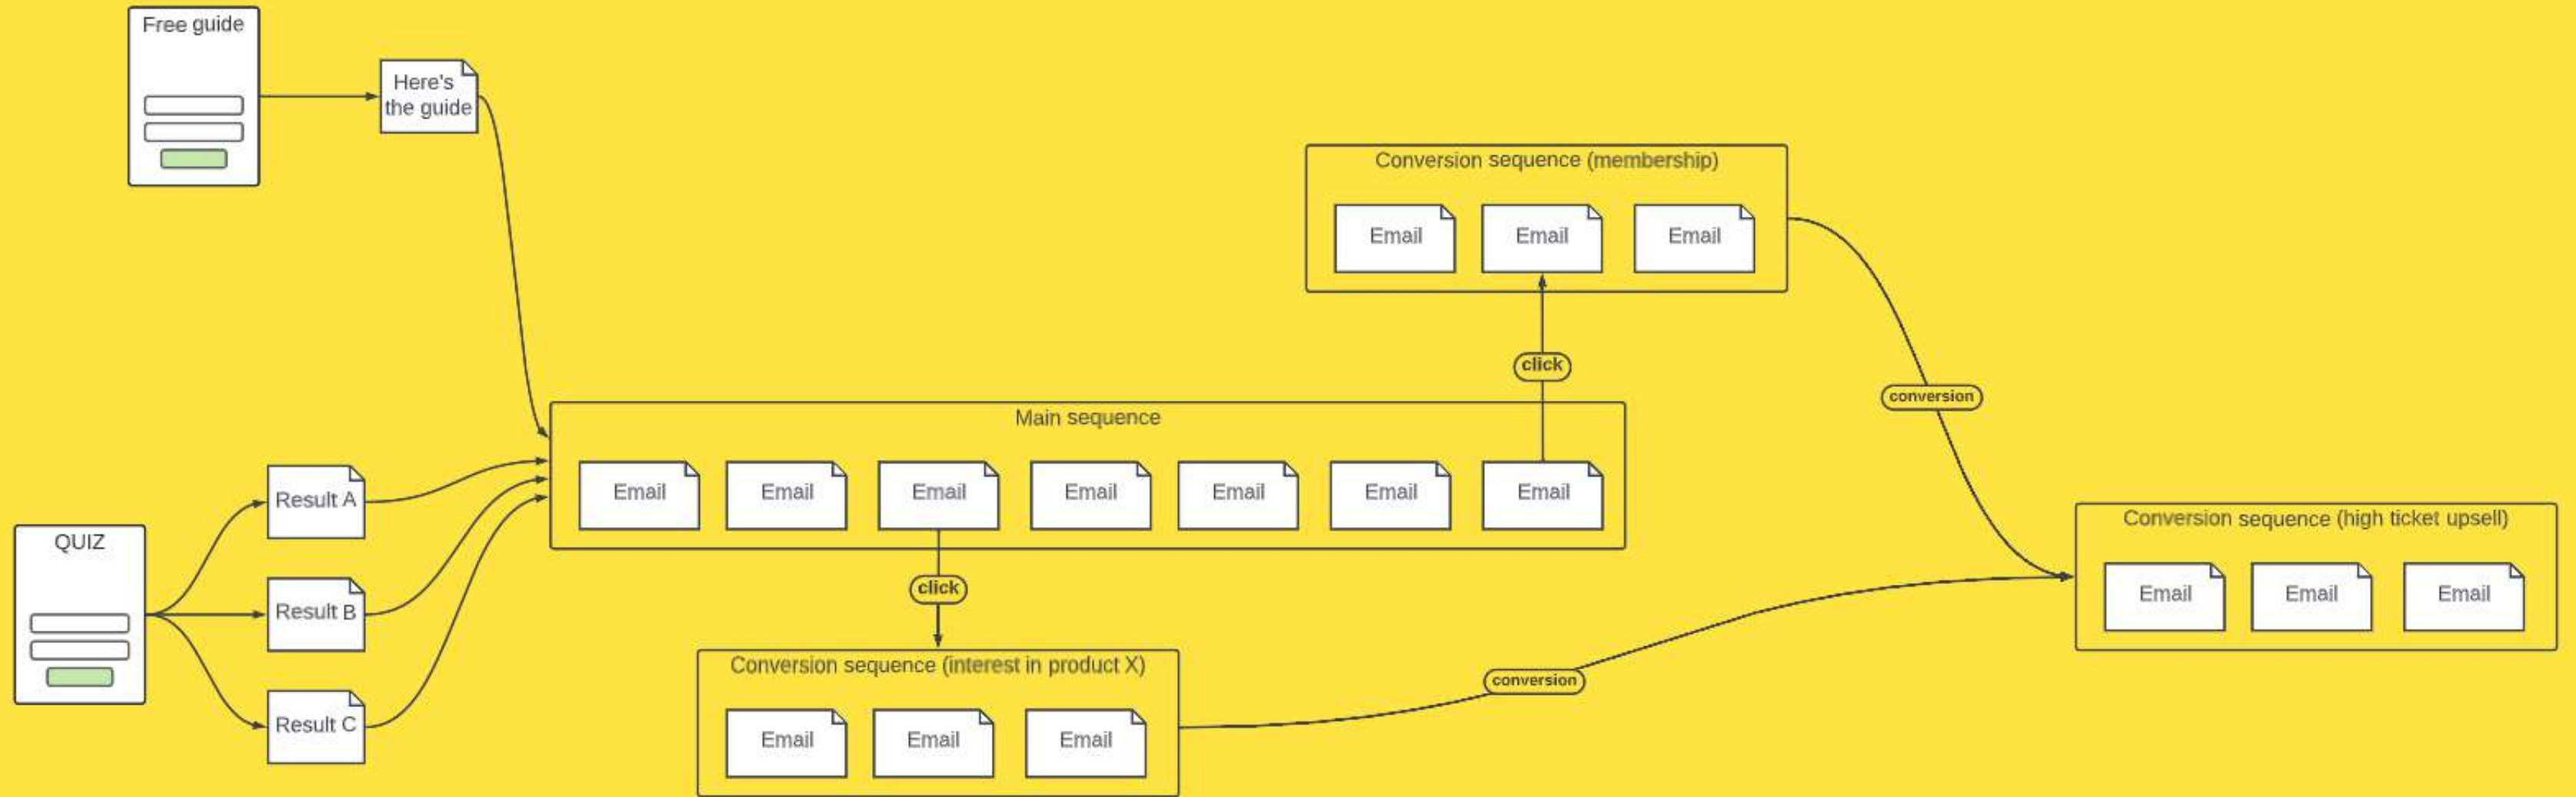 Free guide
Here's
the guide
Conversion sequence (membership)
Email
Email
Email
click
conversion
Main sequence
Email
Email
Email
Email
Email
Email
Email
QUIZ
Result A
Result B
Result C
click
Conversion sequence (interest in product X)
Email
Email
Email
conversion
Conversion sequence (high ticket upsell)
Email
Email
Email